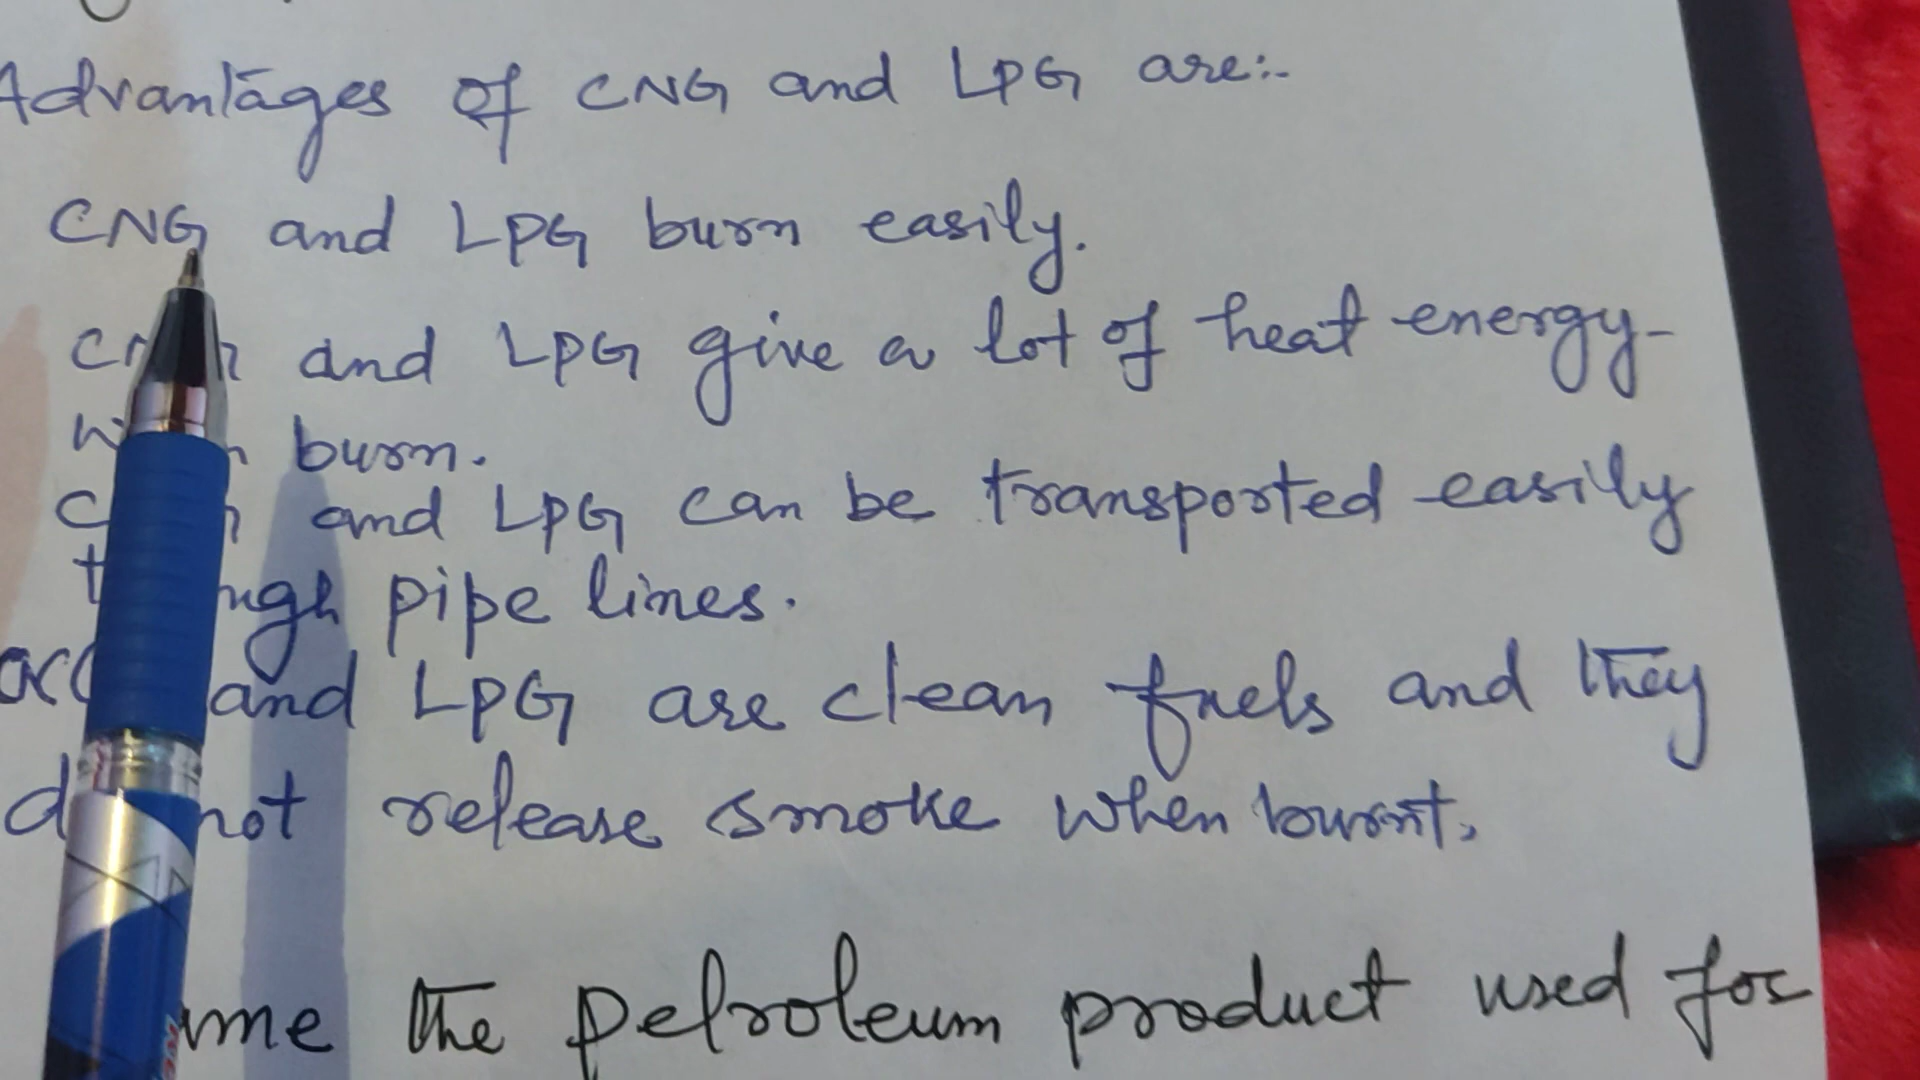 Advantages of CNG and LPG are:-
CNG and LPG burn easily.
and LPG give a lot of heat energy-
burn.
and LPG can be transported easily
pipe lines.
and LPG are clean fuels and they
not release smoke when burnt.
the petroleum product used for